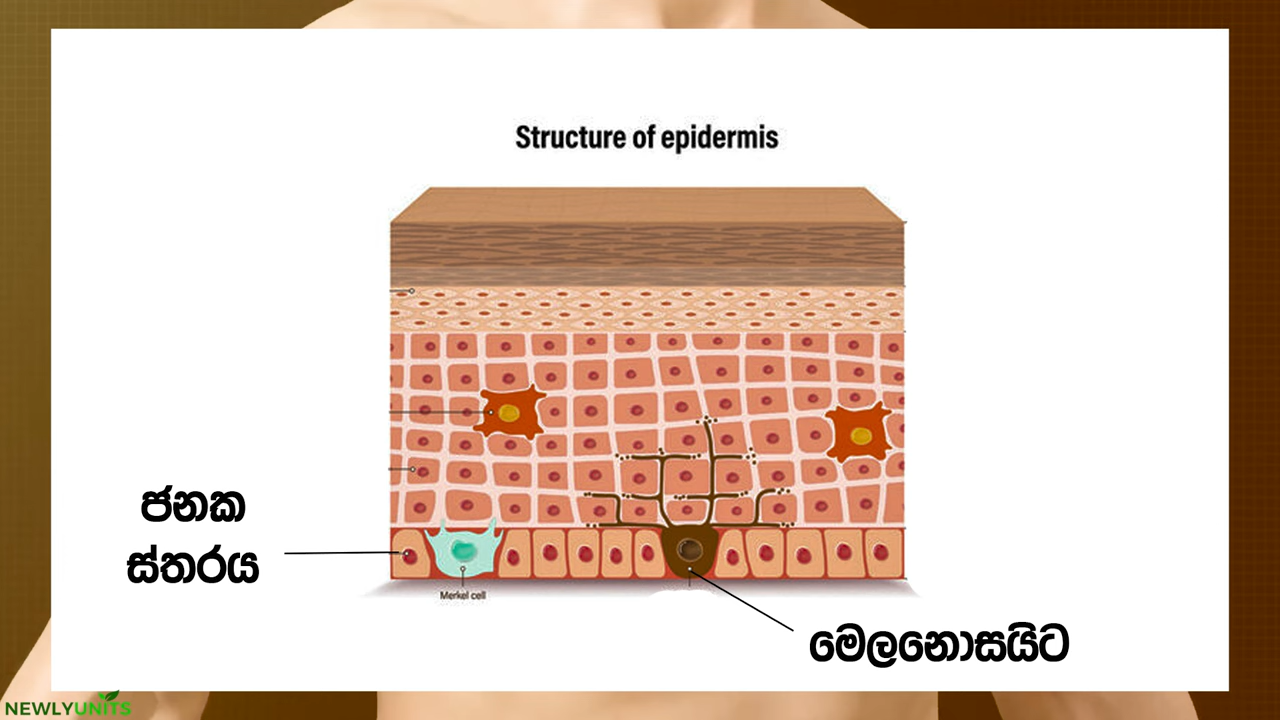 Structure of epidermis
ජනක
ස්තරය
Merkel cell
මෙලනොසයිට
NEWLYUNITS